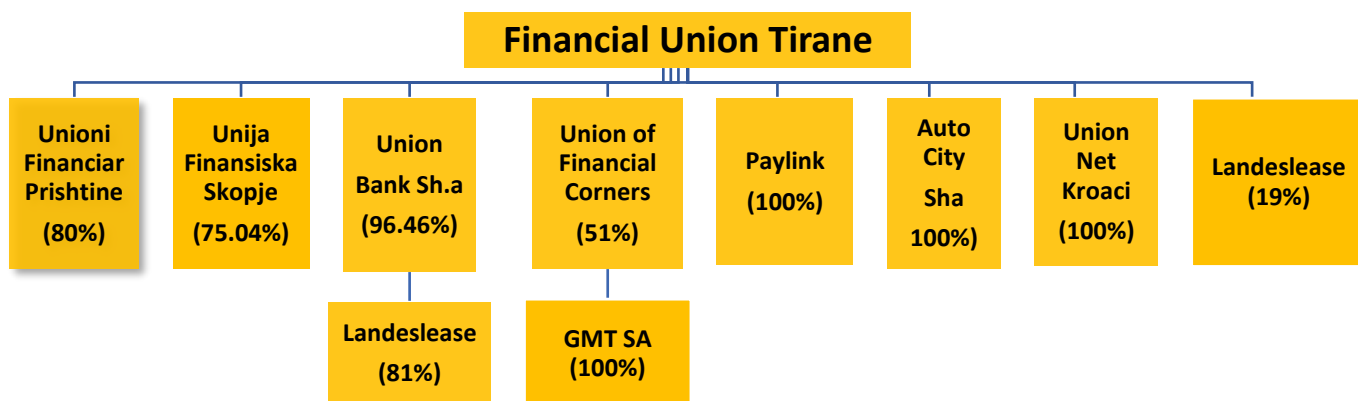 Financial Union Tirane
Unioni
Financiar
Prishtine
(80%)
Unija
Finansiska
Skopje
(75.04%)
Union
Bank Sh.a
(96.46%)
Union of
Financial
Corners
(51%)
Paylink
(100%)
Auto
City
Sha
100%)
Union
Net
Kroaci
(100%)
Landeslease
(19%)
Landeslease
(81%)
GMT SA
(100%)